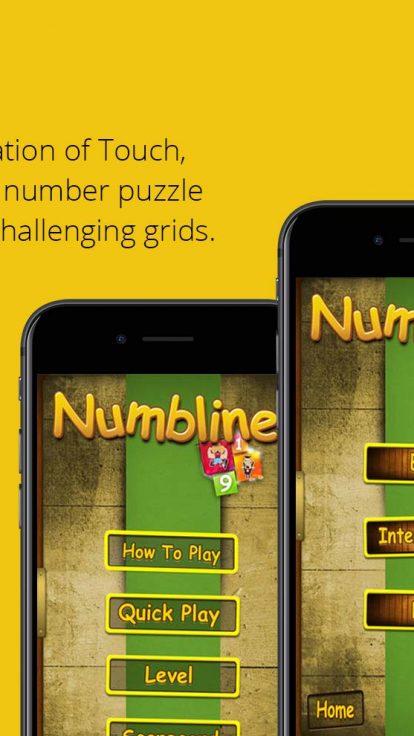 ation of Touch,
number puzzle
hallenging grids.
Numbline
1
9
How To Play
Quick Play
Level
Num
Inte
Home